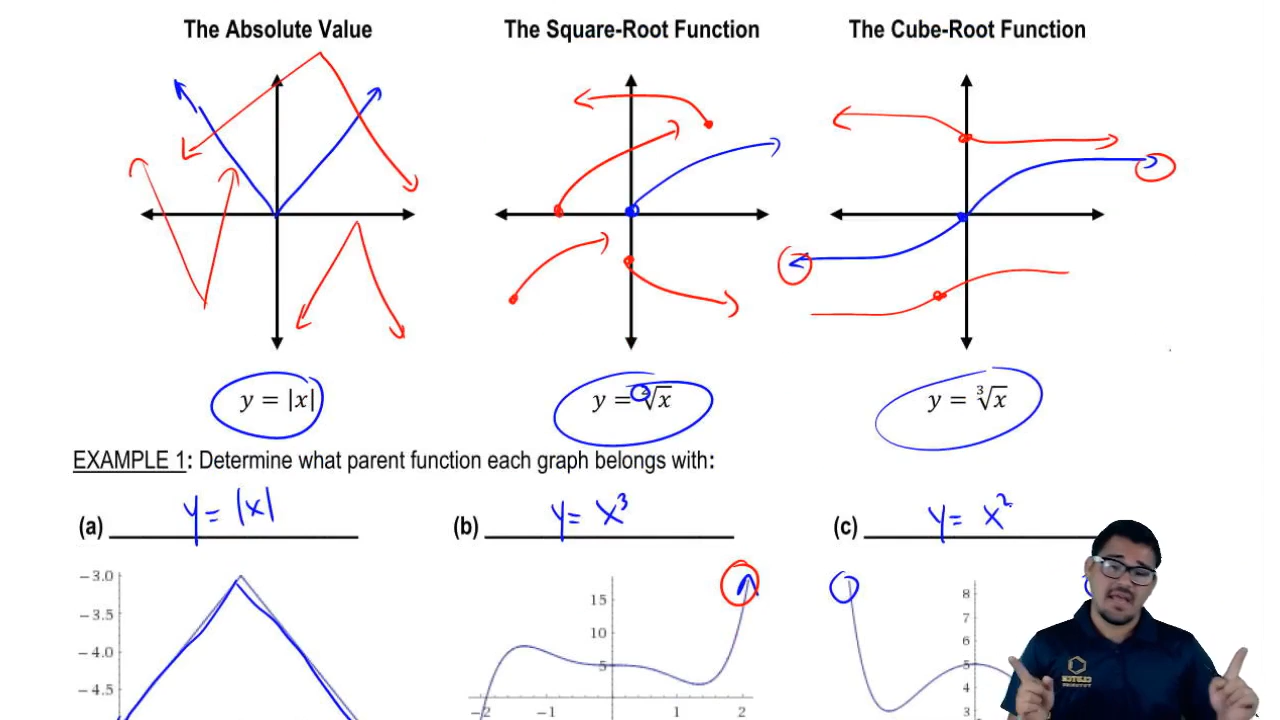 The Absolute Value
The Square-Root Function
The Cube-Root Function
y = |x|
y = ²√x
y = ³√x
EXAMPLE 1: Determine what parent function each graph belongs with:
(a) y = |x|
(b) y = x³
(c) y = x²
−3.0
−3.5
−4.0
−4.5
15
10
5
−2
−1
1
2
8
7
6
5
4
3